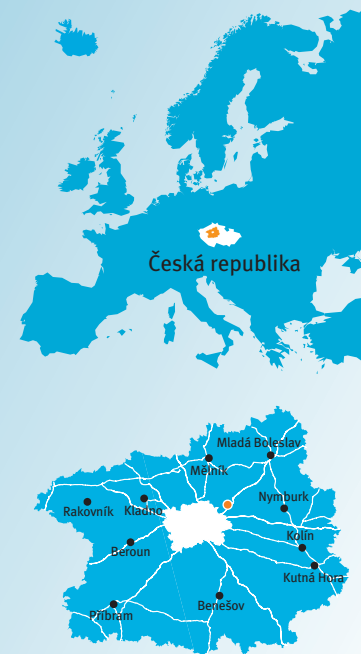 Česká republika
Mladá Boleslav
Mělník
Nymburk
Rakovník
Kladno
Kolín
Beroun
Kutná Hora
Benešov
Příbram